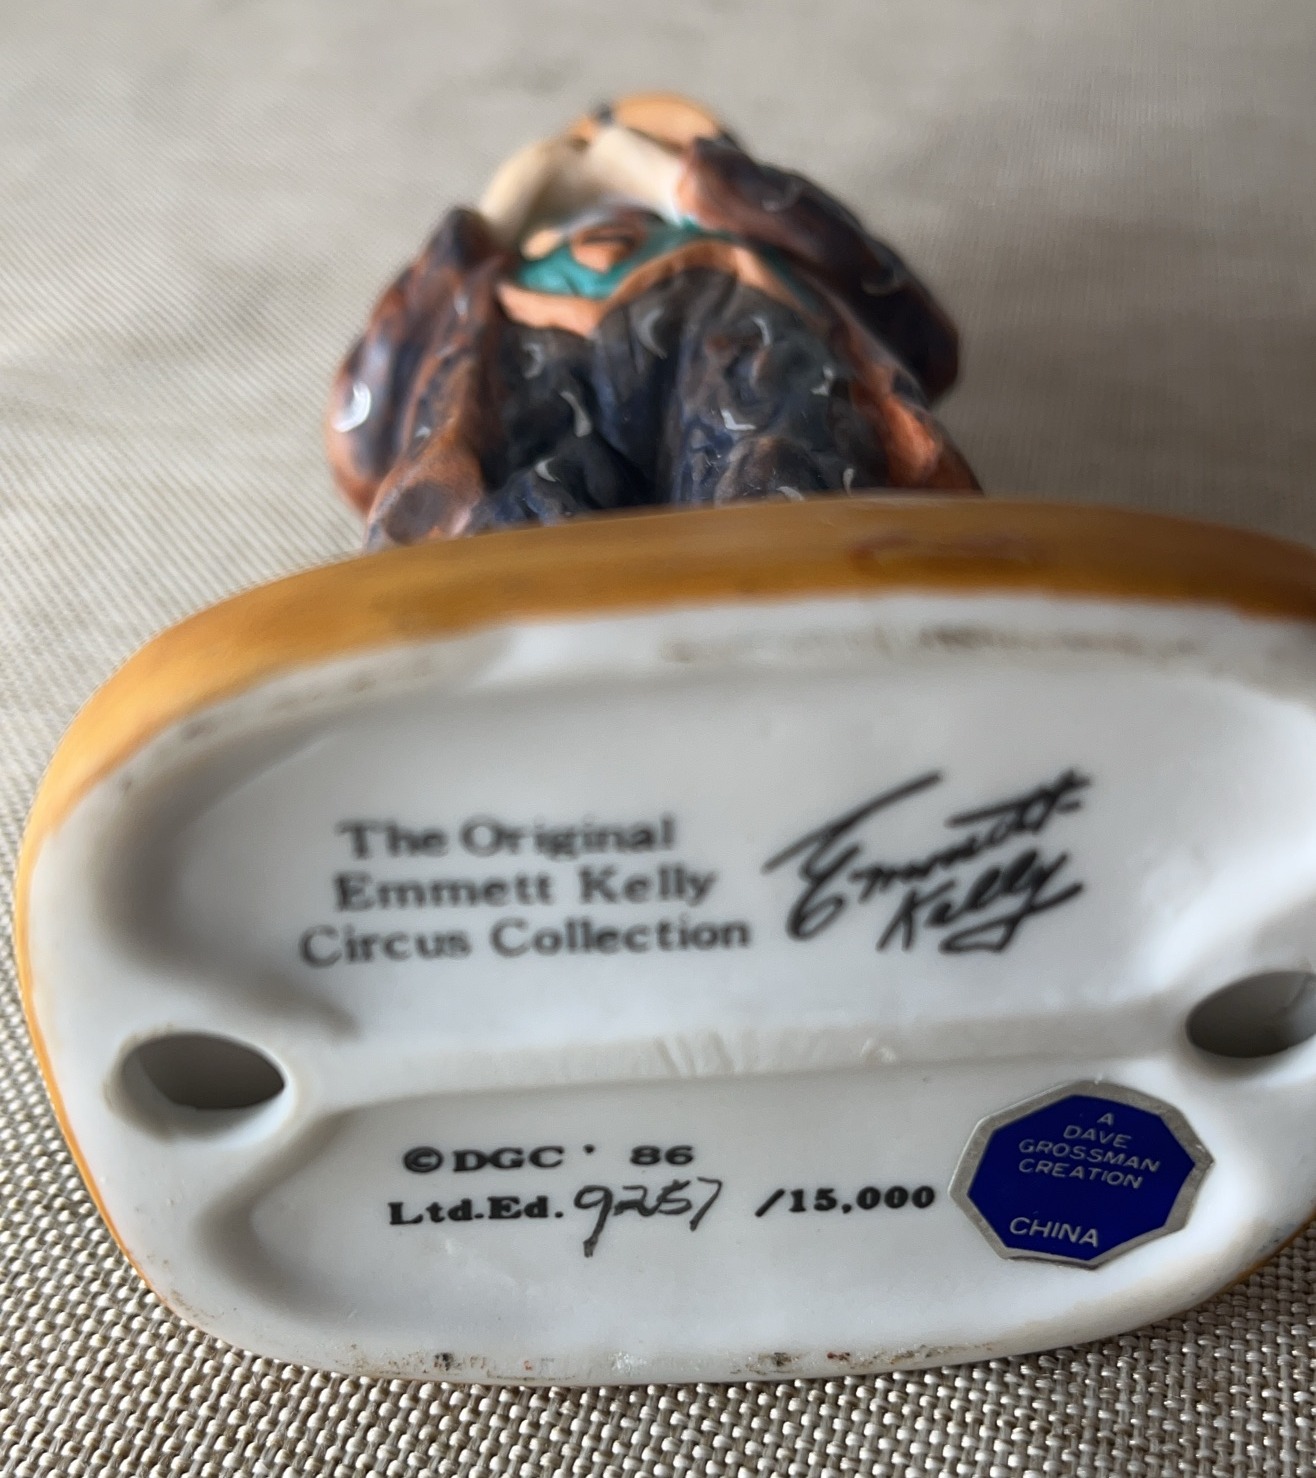 The Original
Emmett Kelly
Circus Collection
Emmett
Kelly
©DGC ' 86
Ltd.Ed. 9257 /15,000
A
DAVE
GROSSMAN
CREATION
CHINA